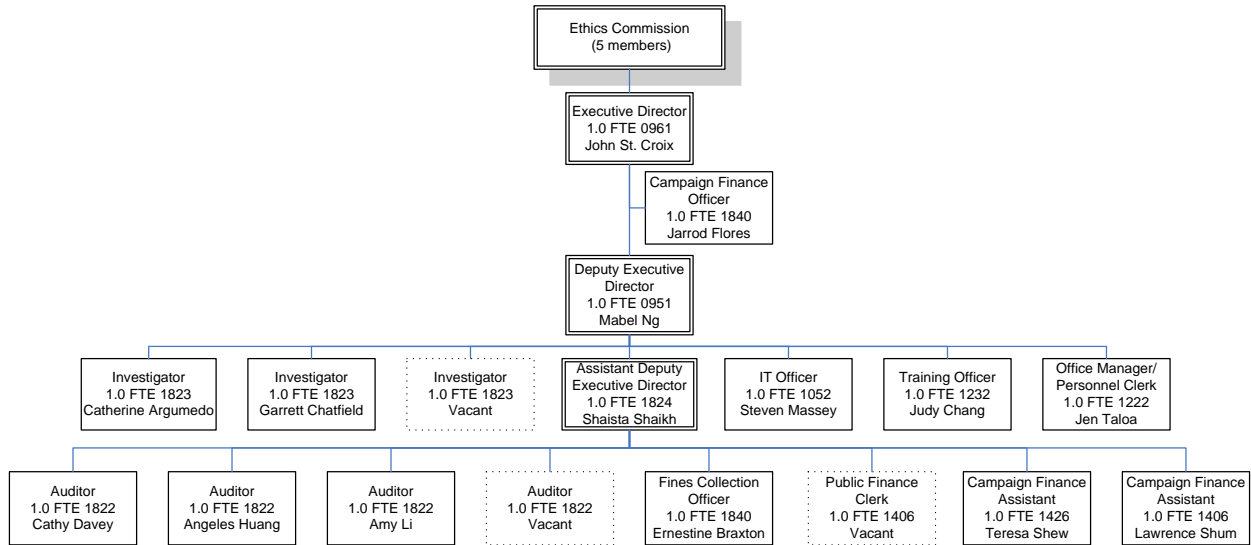 Ethics Commission
(5 members)
Executive Director
1.0 FTE 0961
John St. Croix
Campaign Finance
Officer
1.0 FTE 1840
Jarrod Flores
Deputy Executive
Director
1.0 FTE 0951
Mabel Ng
Investigator
1.0 FTE 1823
Catherine Argumedo
Investigator
1.0 FTE 1823
Garrett Chatfield
Investigator
1.0 FTE 1823
Vacant
Assistant Deputy
Executive Director
1.0 FTE 1824
Shaista Shaikh
IT Officer
1.0 FTE 1052
Steven Massey
Training Officer
1.0 FTE 1232
Judy Chang
Office Manager/
Personnel Clerk
1.0 FTE 1222
Jen Taloa
Auditor
1.0 FTE 1822
Cathy Davey
Auditor
1.0 FTE 1822
Angeles Huang
Auditor
1.0 FTE 1822
Amy Li
Auditor
1.0 FTE 1822
Vacant
Fines Collection
Officer
1.0 FTE 1840
Ernestine Braxton
Public Finance
Clerk
1.0 FTE 1406
Vacant
Campaign Finance
Assistant
1.0 FTE 1426
Teresa Shew
Campaign Finance
Assistant
1.0 FTE 1406
Lawrence Shum